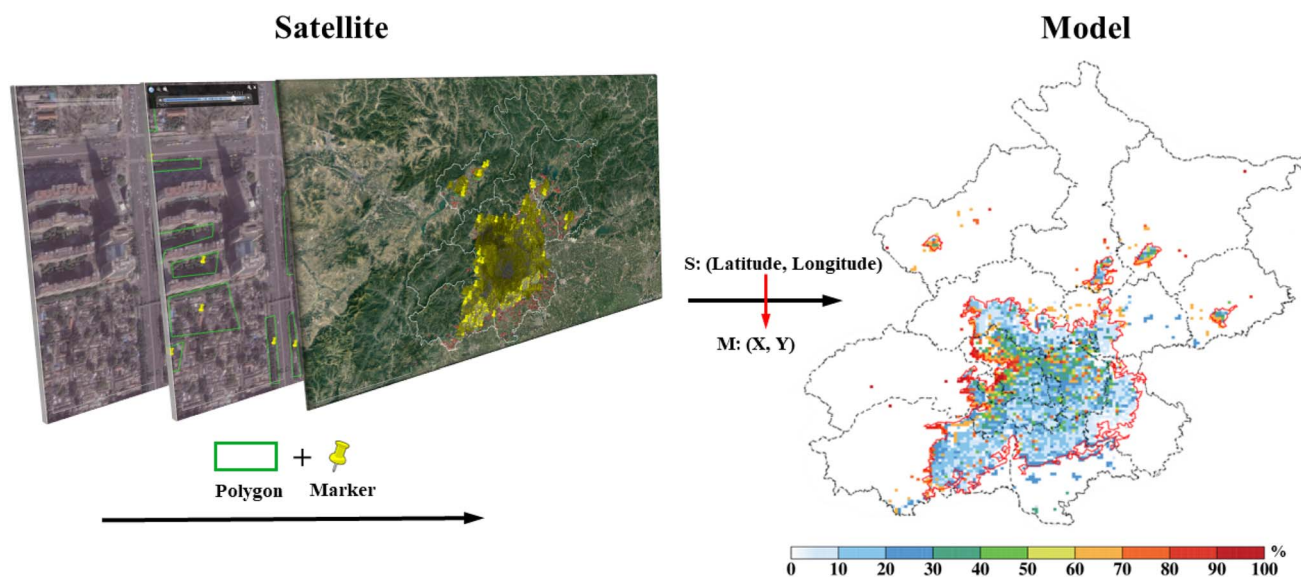 Satellite
Model
S: (Latitude, Longitude)
M: (X, Y)
+
Polygon Marker
%
0 10 20 30 40 50 60 70 80 90 100